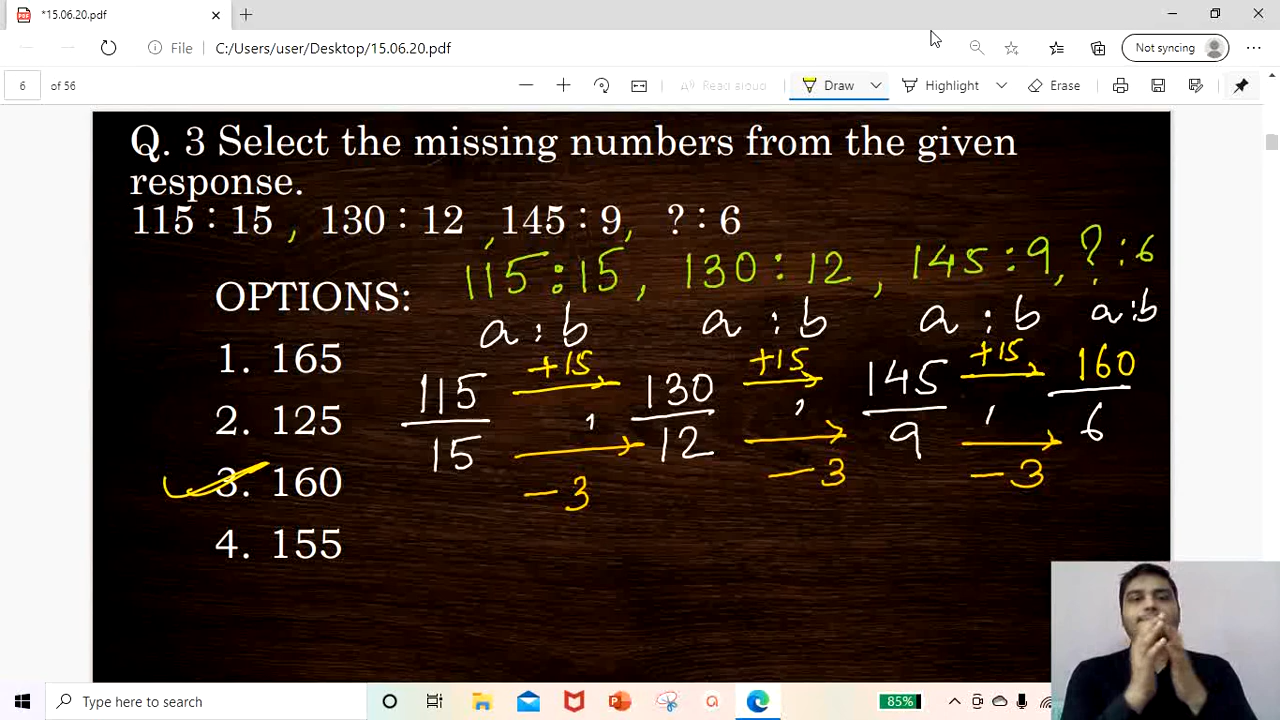 *15.06.20.pdf
File C:/Users/user/Desktop/15.06.20.pdf Not syncing
6 of 56 Read aloud Draw Highlight Erase
Q. 3 Select the missing numbers from the given
response.
115 : 15 , 130 : 12 , 145 : 9 , ? : 6
115 : 15 , 130 : 12 , 145 : 9 , ? : 6
OPTIONS:
a : b a : b a : b a : b
1. 165
+15 +15 +15
115 130 145 160
2. 125
, , ,
15 12 9 6
-3 -3 -3
3. 160
4. 155
Type here to search 85%